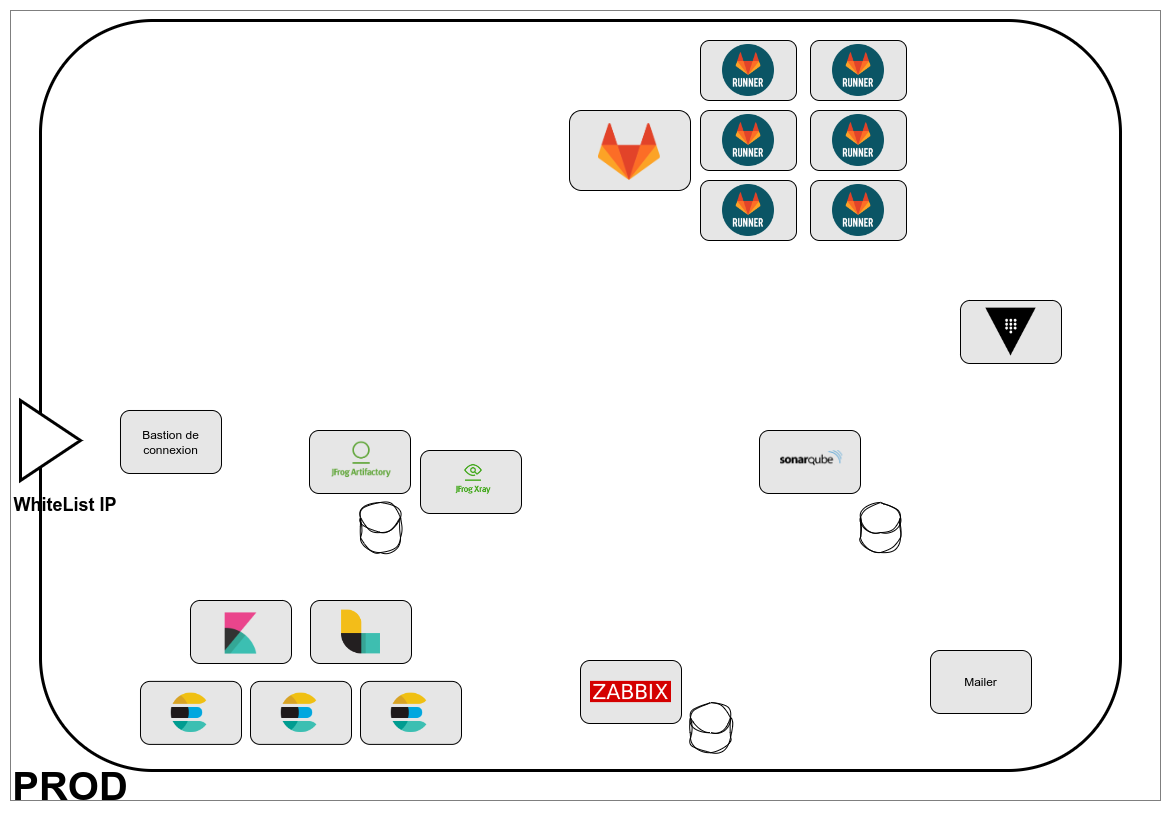 RUNNER
RUNNER
RUNNER
RUNNER
RUNNER
RUNNER
Bastion de
connexion
JFrog Artifactory
JFrog Xray
sonarqube
WhiteList IP
ZABBIX
Mailer
PROD